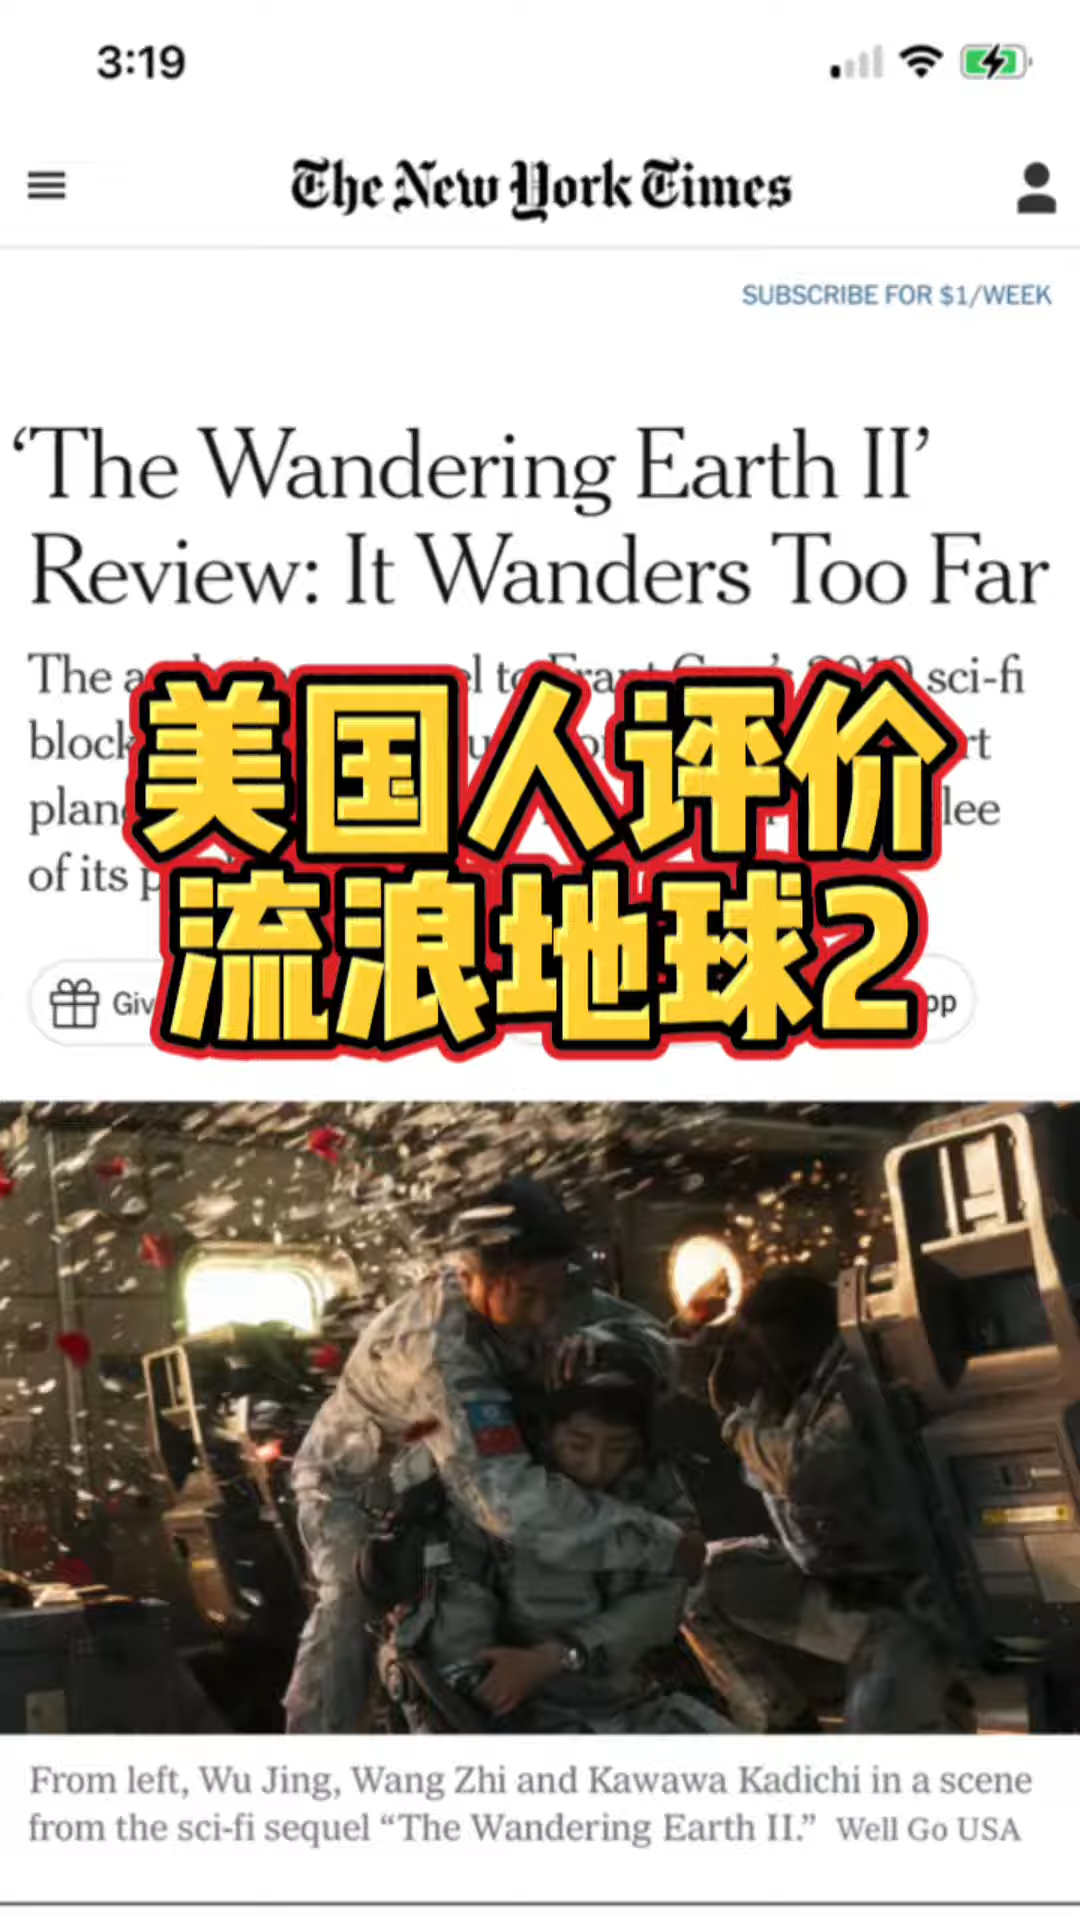 3:19
The New York Times
SUBSCRIBE FOR $1/WEEK
‘The Wandering Earth II’
Review: It Wanders Too Far
The sci-fi
block
of its
美国人评价
流浪地球2
From left, Wu Jing, Wang Zhi and Kawawa Kadichi in a scene
from the sci-fi sequel “The Wandering Earth II.” Well Go USA